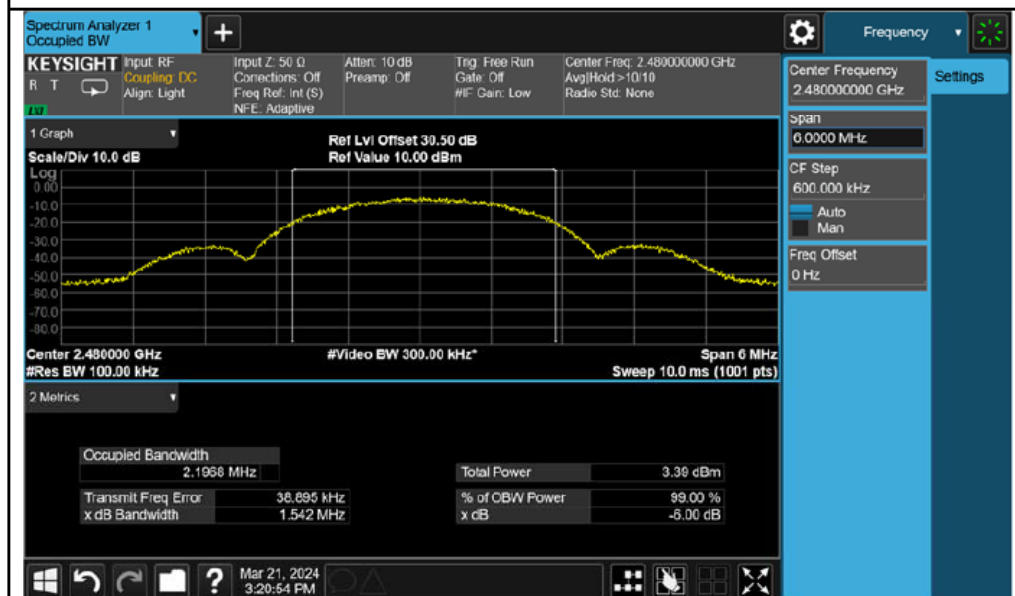 Spectrum Analyzer 1
Occupied BW
+
Frequency
KEYSIGHT
R T
LXI
Input: RF
Coupling: DC
Align: Light
Input Z: 50 Ω
Corrections: Off
Freq Ref: Int (S)
NFE: Adaptive
Atten: 10 dB
Preamp: Off
Trig: Free Run
Gate: Off
#IF Gain: Low
Center Freq: 2.480000000 GHz
Avg|Hold:>10/10
Radio Std: None
Center Frequency
2.480000000 GHz
Settings
Span
6.0000 MHz
CF Step
600.000 kHz
Auto
Man
Freq Offset
0 Hz
1 Graph
Scale/Div 10.0 dB
Ref Lvl Offset 30.50 dB
Ref Value 10.00 dBm
Log
0.00
-10.0
-20.0
-30.0
-40.0
-50.0
-60.0
-70.0
-80.0
Center 2.480000 GHz
#Res BW 100.00 kHz
#Video BW 300.00 kHz*
Span 6 MHz
Sweep 10.0 ms (1001 pts)
2 Metrics
Occupied Bandwidth
2.1968 MHz
Transmit Freq Error 38.895 kHz
x dB Bandwidth 1.542 MHz
Total Power 3.39 dBm
% of OBW Power 99.00 %
x dB -6.00 dB
?
Mar 21, 2024
3:20:54 PM